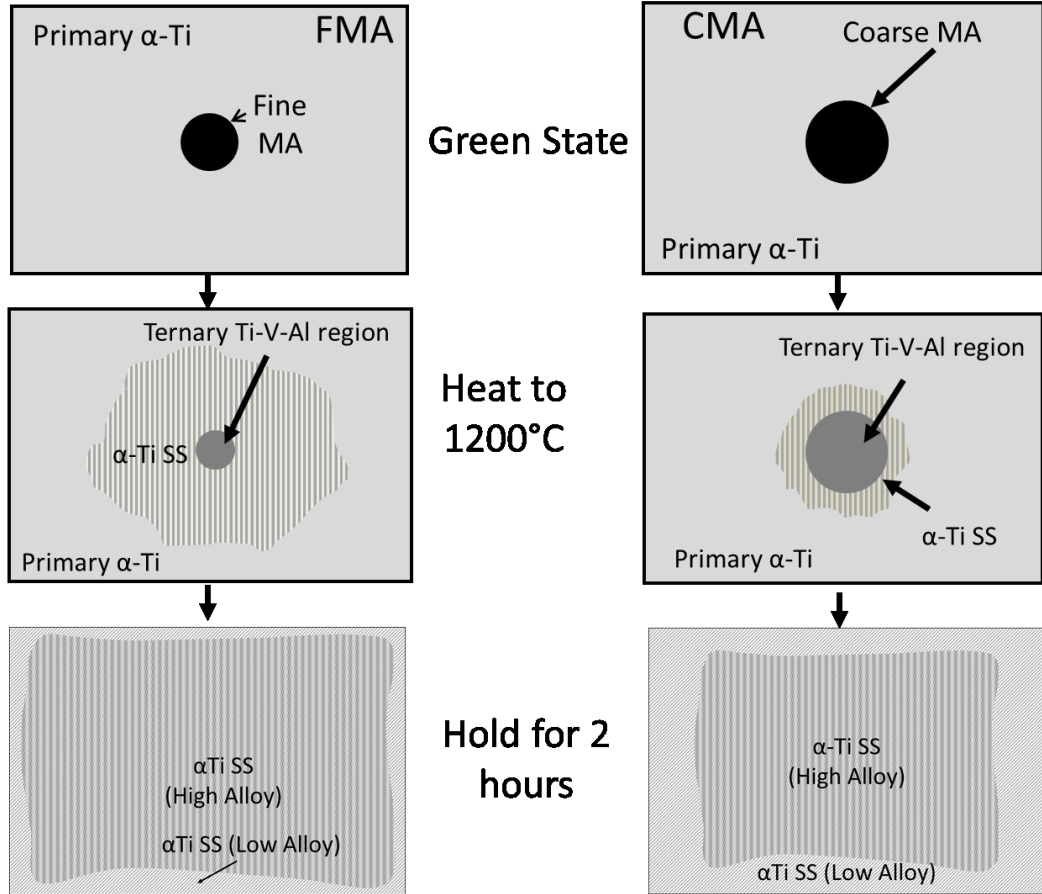 Primary α-Ti
FMA
Fine
MA
Green State
CMA
Coarse MA
Primary α-Ti
Ternary Ti-V-Al region
α-Ti SS
Primary α-Ti
Heat to
1200°C
Ternary Ti-V-Al region
α-Ti SS
Primary α-Ti
αTi SS
(High Alloy)
αTi SS (Low Alloy)
Hold for 2
hours
α-Ti SS
(High Alloy)
αTi SS (Low Alloy)